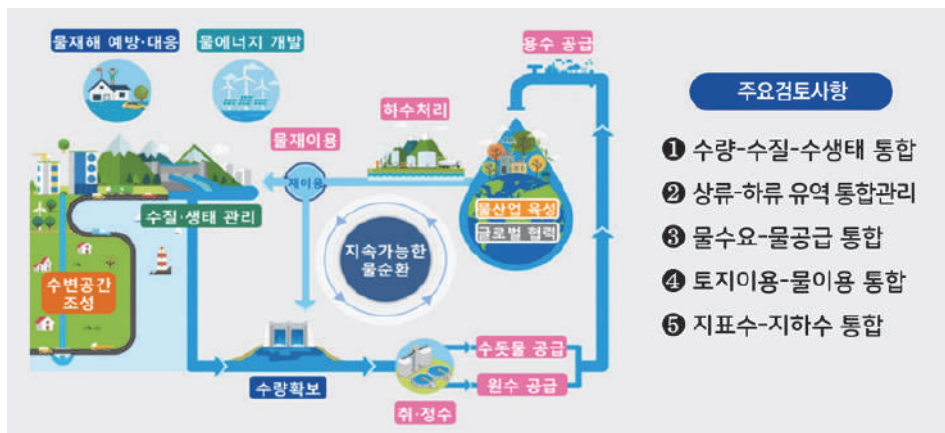 물재해 예방·대응
물에너지 개발
용수 공급
하수처리
물재이용
재이용
수질·생태 관리
물산업 육성
글로벌 협력
지속가능한
물순환
수변공간
조성
수량확보
수돗물 공급
원수 공급
취·정수
주요검토사항
❶ 수량-수질-수생태 통합
❷ 상류-하류 유역 통합관리
❸ 물수요-물공급 통합
❹ 토지이용-물이용 통합
❺ 지표수-지하수 통합